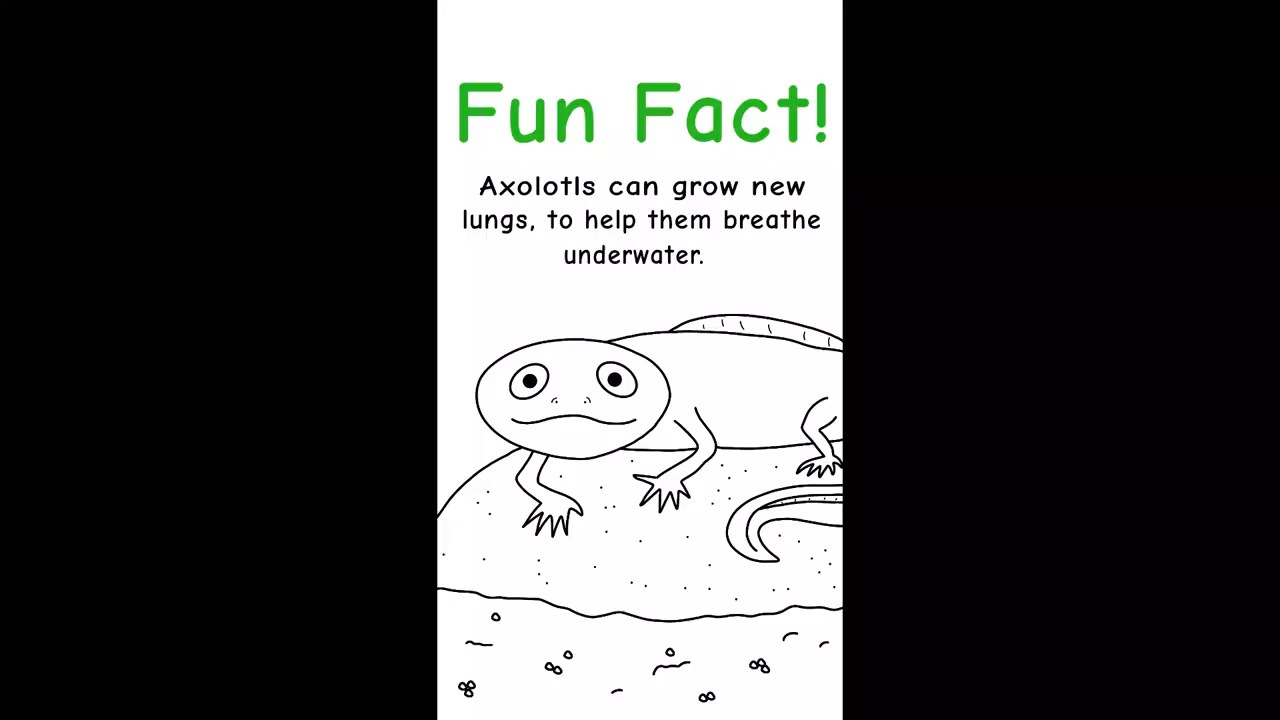 Fun Fact!
Axolotls can grow new
lungs, to help them breathe
underwater.